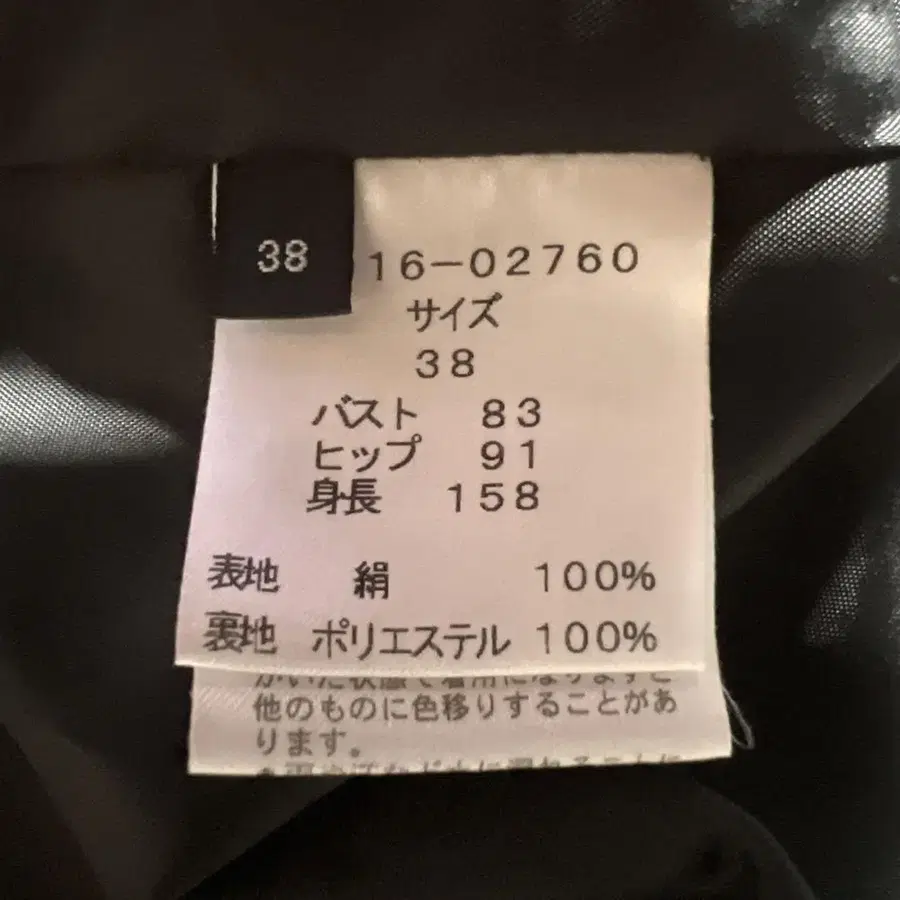 38
16-02760
サイズ
38
バスト 83
ヒップ 91
身長 158
表地 絹 100%
裏地 ポリエステル 100%
他のものに色移りすることがあ
ります。